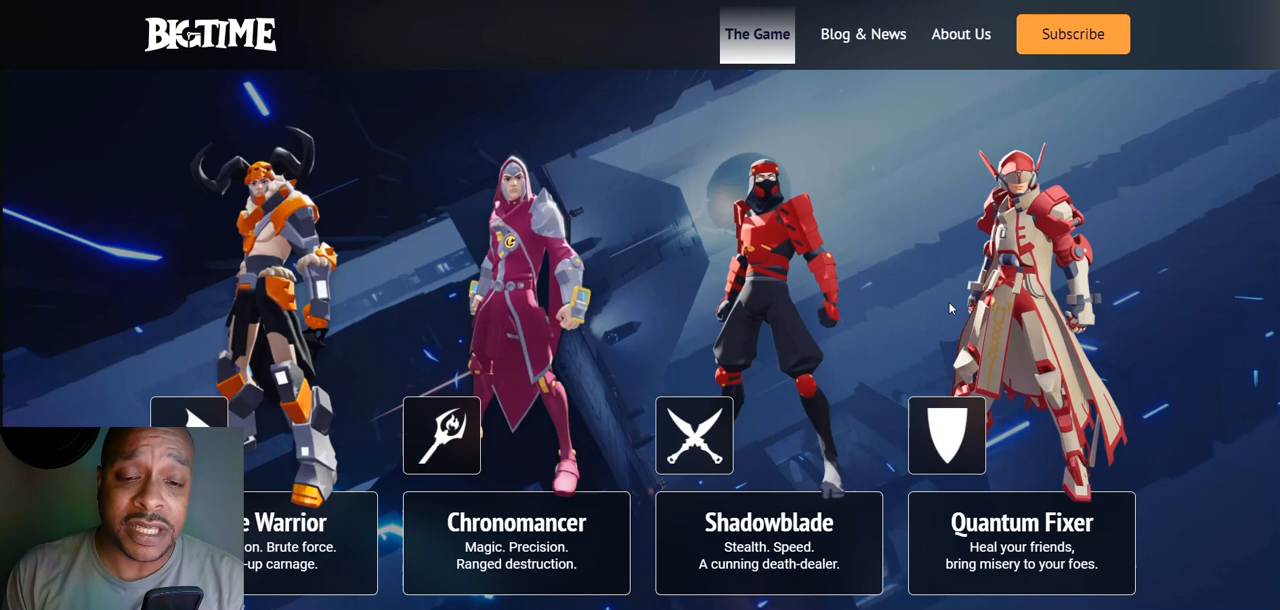 BIGTIME
The Game
Blog & News
About Us
Subscribe
e Warrior
on. Brute force.
-up carnage.
Chronomancer
Magic. Precision.
Ranged destruction.
Shadowblade
Stealth. Speed.
A cunning death-dealer.
Quantum Fixer
Heal your friends,
bring misery to your foes.